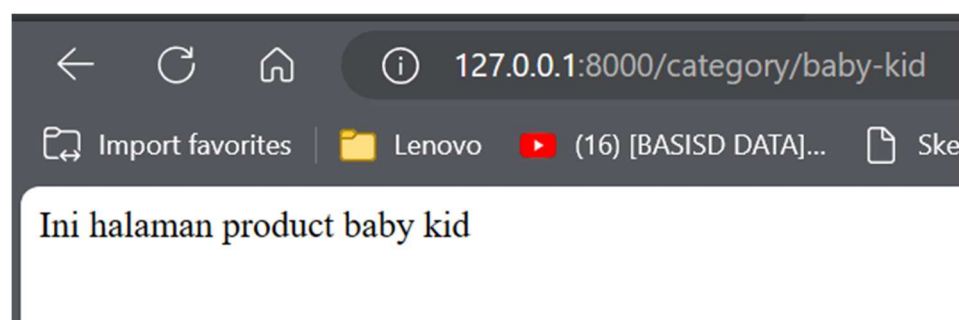 127.0.0.1:8000/category/baby-kid
Import favorites Lenovo (16) [BASISD DATA]... Ske
Ini halaman product baby kid